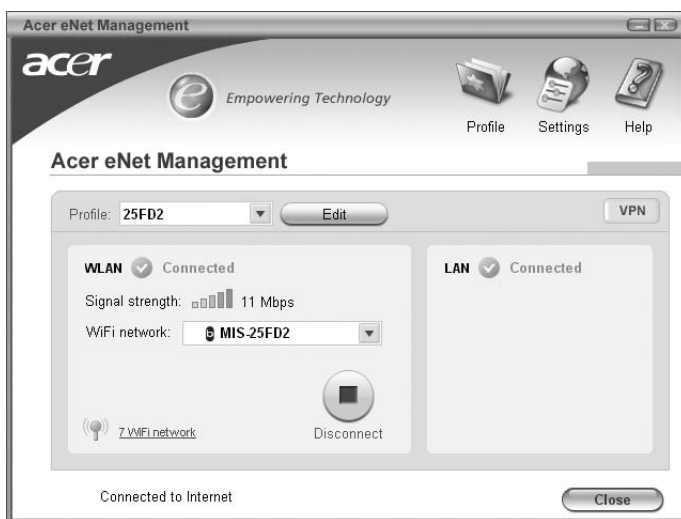 Acer eNet Management
acer
e Empowering Technology
Profile Settings Help
Acer eNet Management
Profile: 25FD2 Edit VPN
WLAN Connected
Signal strength: 11 Mbps
WiFi network: b MIS-25FD2
7 WiFi network
Disconnect
LAN Connected
Connected to Internet
Close